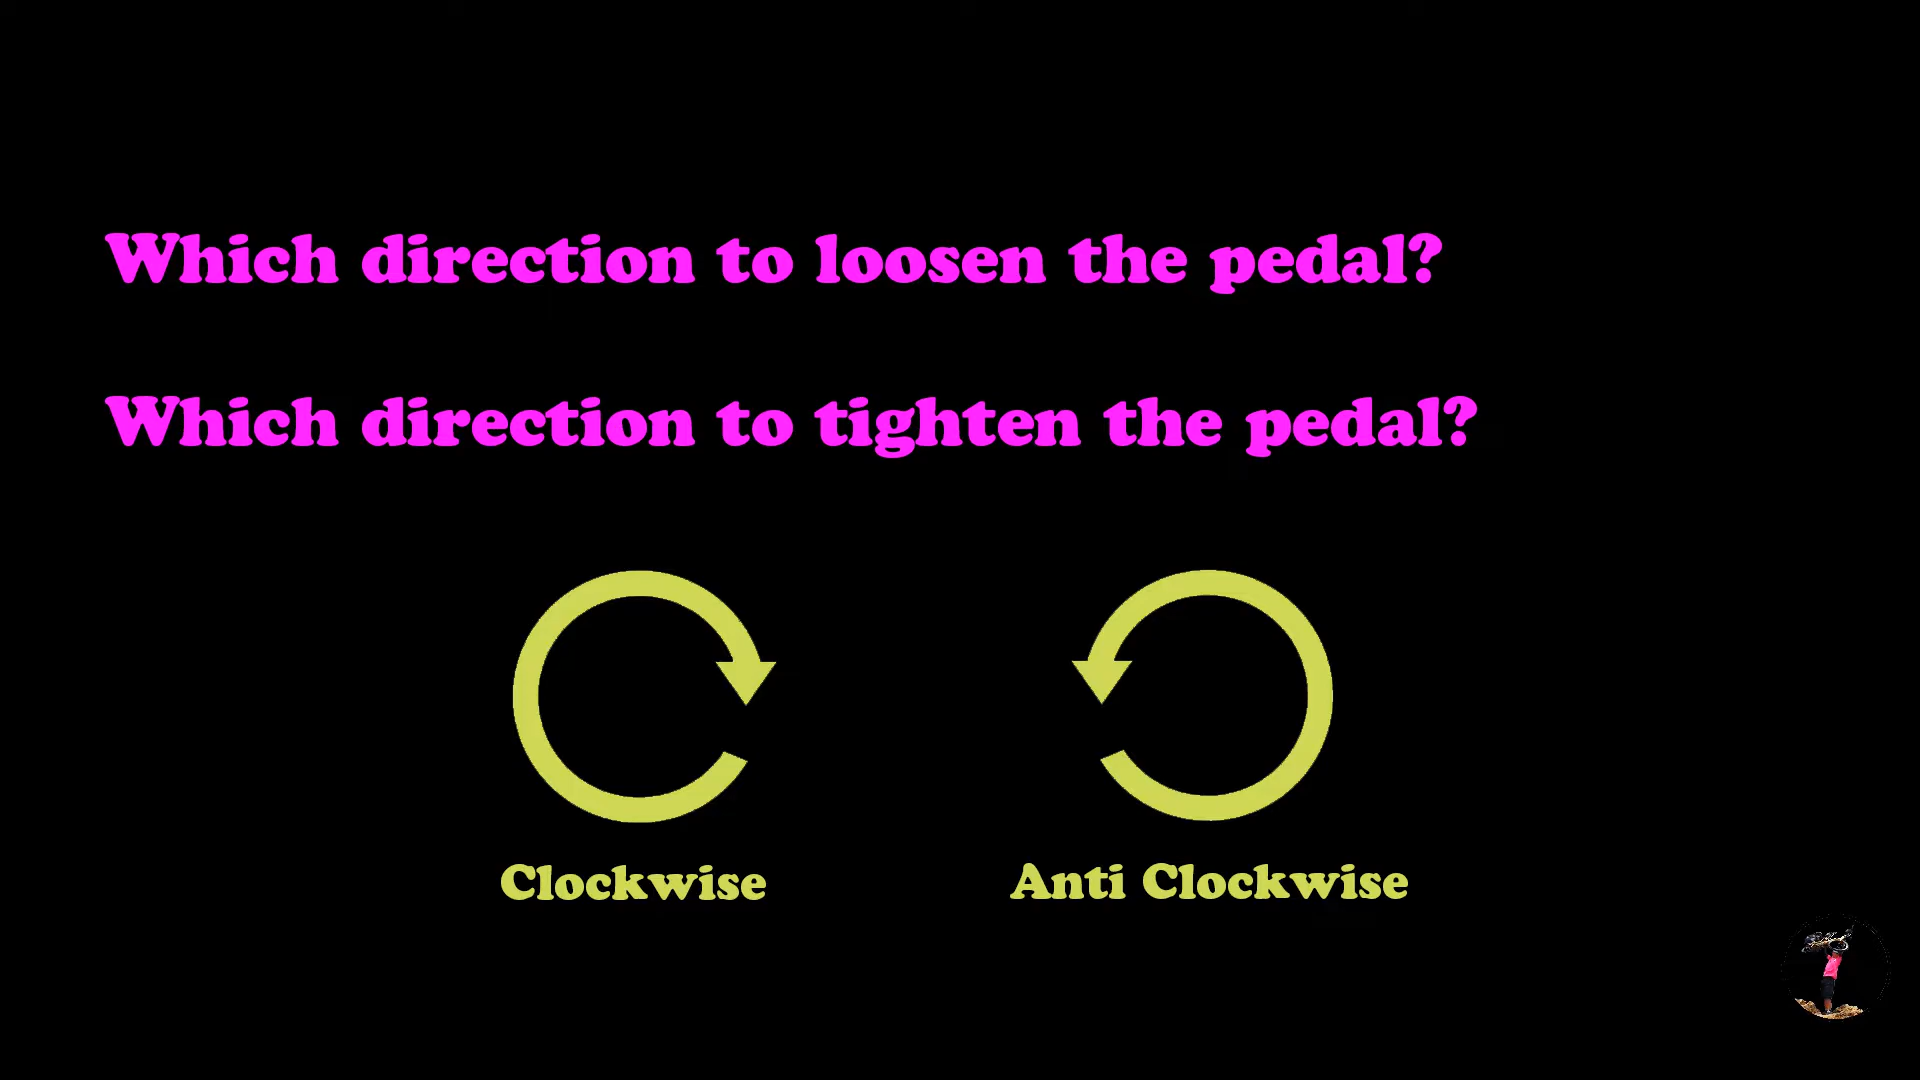 Which direction to loosen the pedal?
Which direction to tighten the pedal?
Clockwise
Anti Clockwise